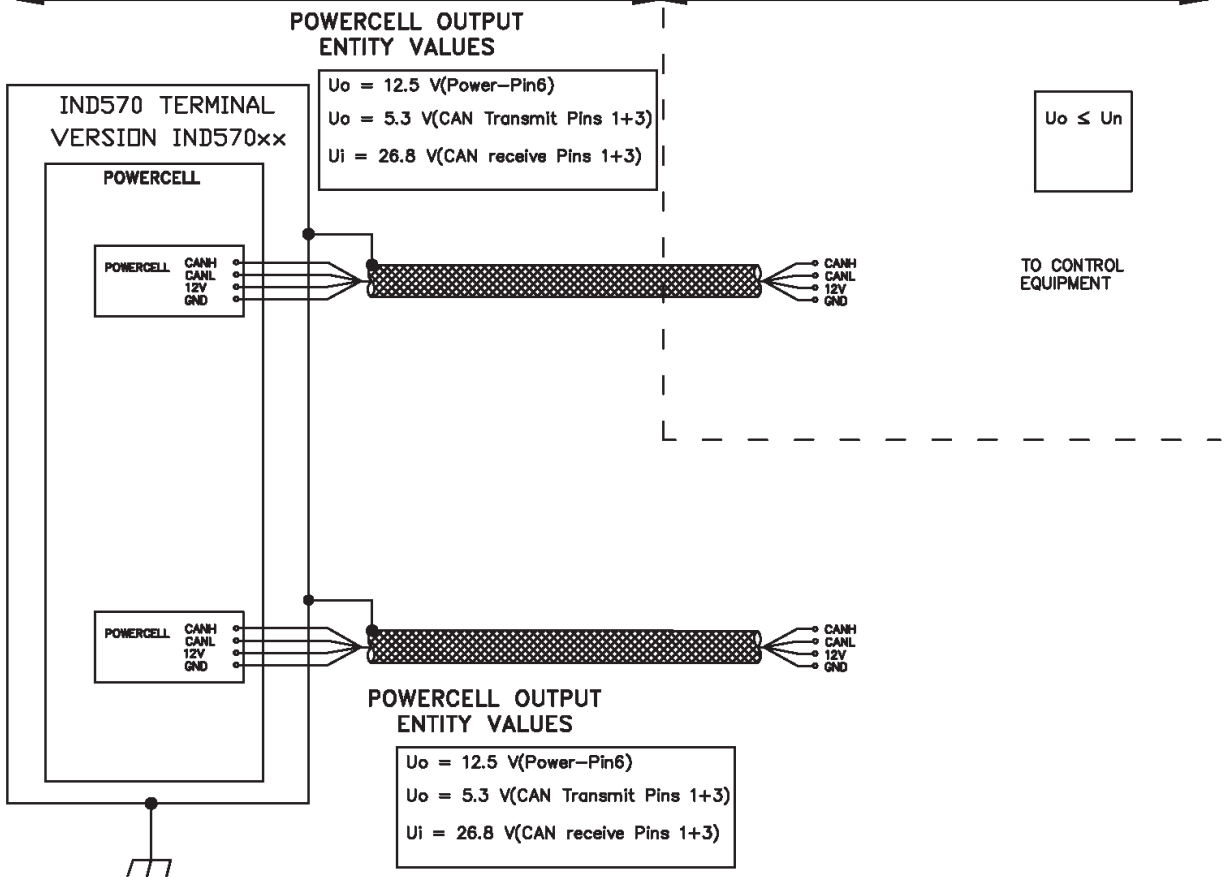 POWERCELL OUTPUT
ENTITY VALUES
Uo = 12.5 V(Power-Pin6)
Uo = 5.3 V(CAN Transmit Pins 1+3)
Ui = 26.8 V(CAN receive Pins 1+3)
Uo ≤ Un
IND570 TERMINAL
VERSION IND570xx
POWERCELL
POWERCELL
CANH
CANL
12V
GND
CANH
CANL
12V
GND
TO CONTROL
EQUIPMENT
POWERCELL
CANH
CANL
12V
GND
CANH
CANL
12V
GND
POWERCELL OUTPUT
ENTITY VALUES
Uo = 12.5 V(Power-Pin6)
Uo = 5.3 V(CAN Transmit Pins 1+3)
Ui = 26.8 V(CAN receive Pins 1+3)